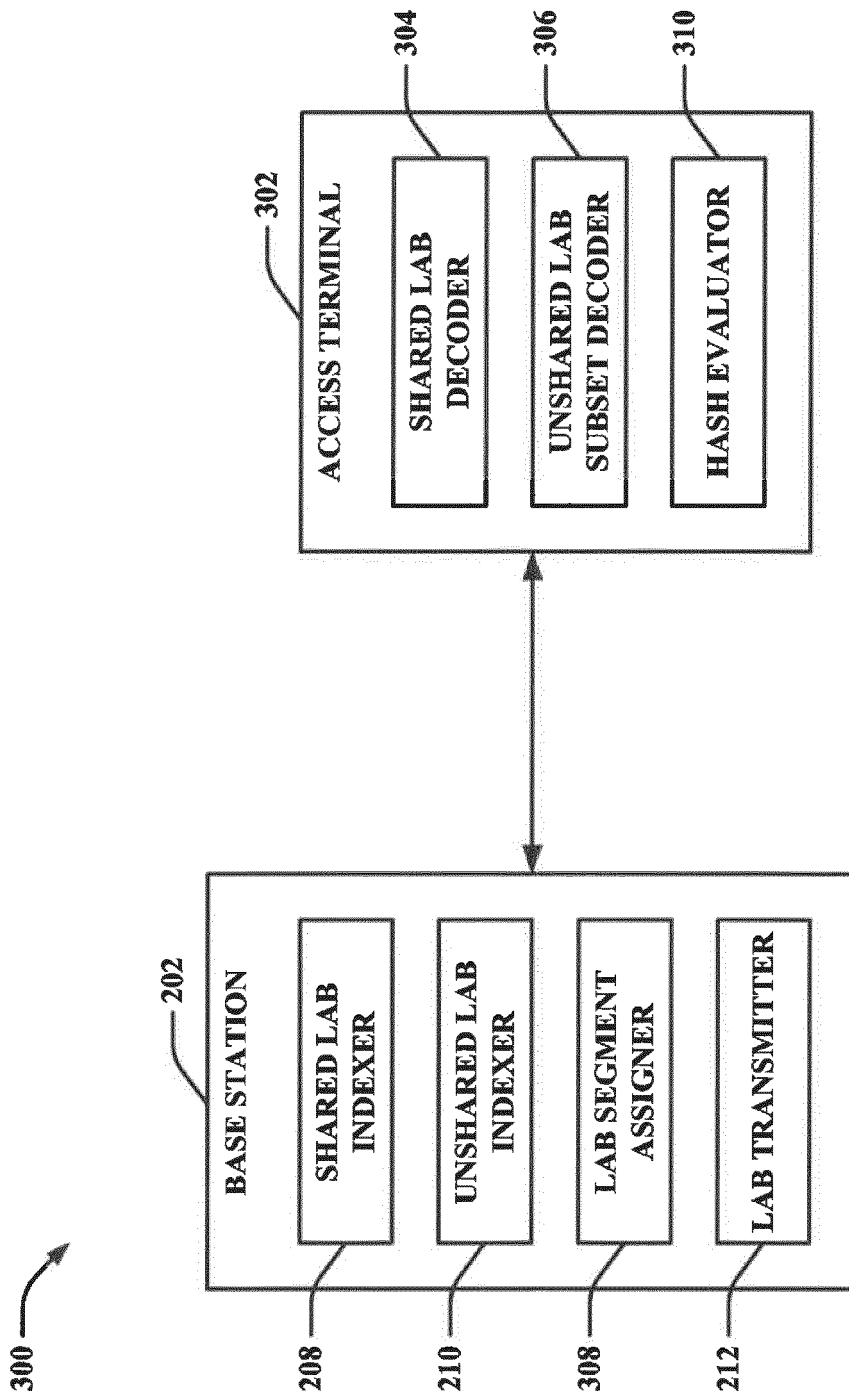 300
202
BASE STATION
208
SHARED LAB
INDEXER
210
UNSHARED LAB
INDEXER
308
LAB SEGMENT
ASSIGNER
212
LAB TRANSMITTER
302
ACCESS TERMINAL
SHARED LAB
DECODER
304
UNSHARED LAB
SUBSET DECODER
306
HASH EVALUATOR
310